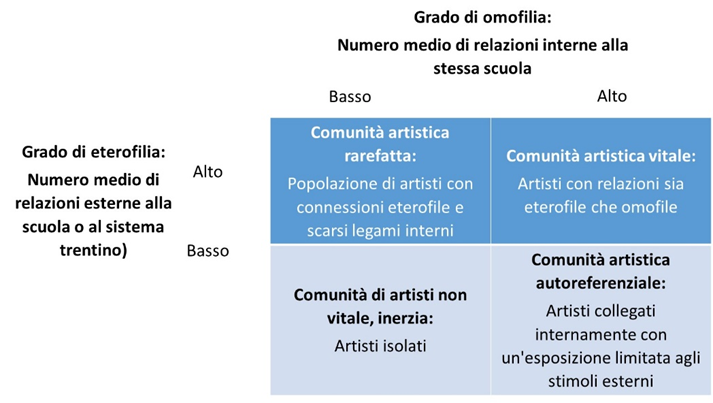 Grado di omofilia:
Numero medio di relazioni interne alla
stessa scuola
Basso
Alto
Grado di eterofilia:
Numero medio di
relazioni esterne alla
scuola o al sistema
trentino)
Alto
Basso
Comunità artistica
rarefatta:
Popolazione di artisti con
connessioni eterofile e
scarsi legami interni
Comunità artistica vitale:
Artisti con relazioni sia
eterofile che omofile
Comunità di artisti non
vitale, inerzia:
Artisti isolati
Comunità artistica
autoreferenziale:
Artisti collegati
internamente con
un'esposizione limitata agli
stimoli esterni